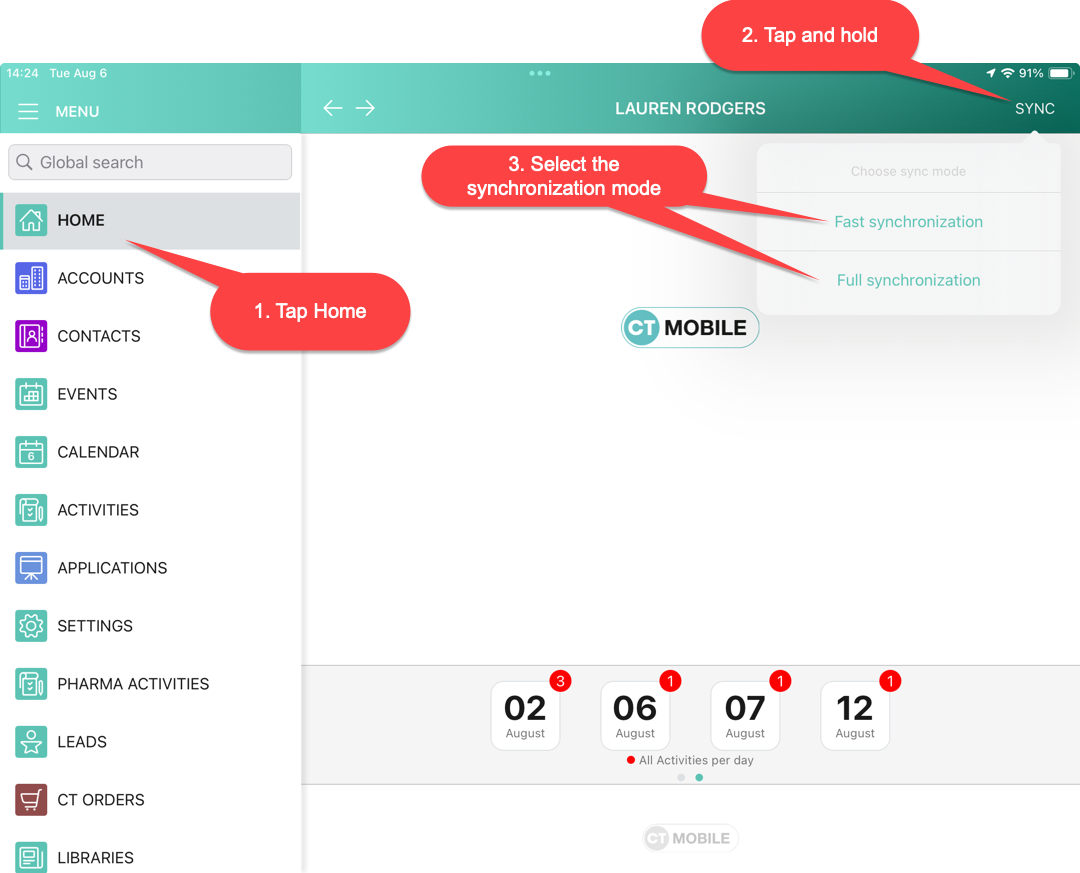 2. Tap and hold
14:24 Tue Aug 6
91%
MENU
LAUREN RODGERS
SYNC
Global search
3. Select the
synchronization mode
Choose sync mode
Fast synchronization
Full synchronization
HOME
1. Tap Home
ACCOUNTS
CONTACTS
EVENTS
6
CALENDAR
ACTIVITIES
APPLICATIONS
SETTINGS
PHARMA ACTIVITIES
LEADS
CT ORDERS
LIBRARIES
CT MOBILE
3
02
August
1
06
August
1
07
August
1
12
August
All Activities per day
CT MOBILE